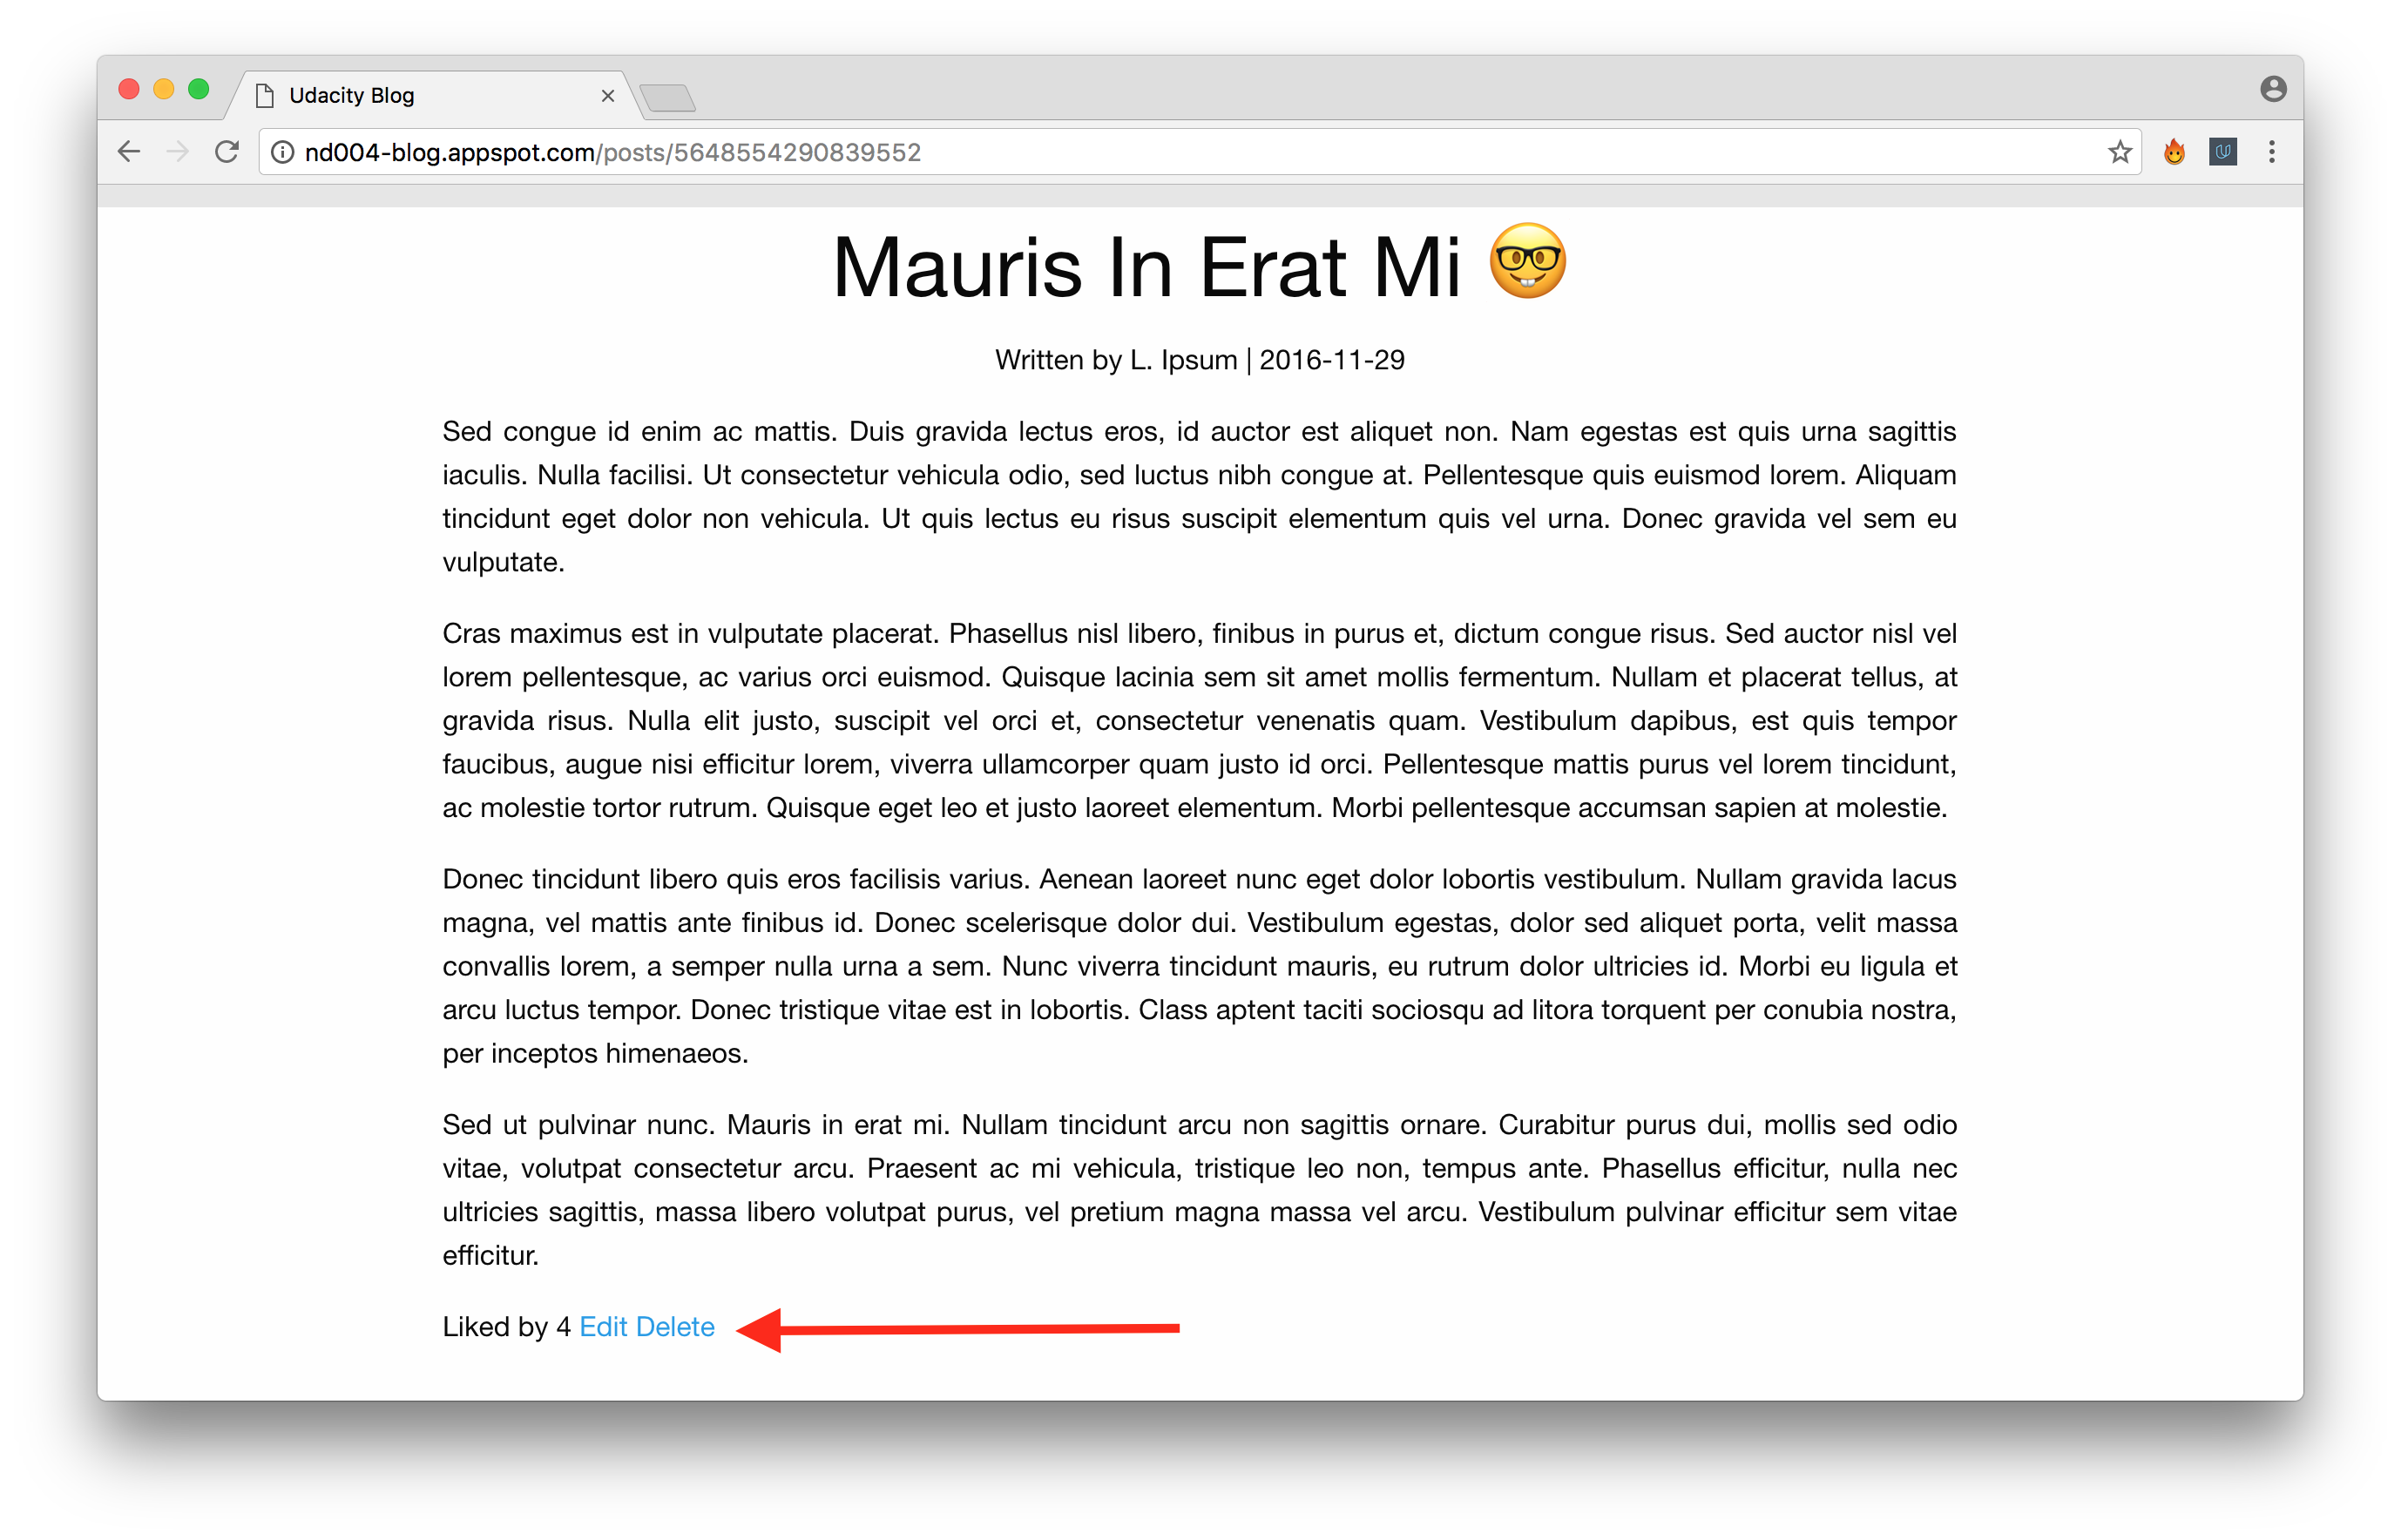 Udacity Blog
nd004-blog.appspot.com/posts/5648554290839552
Mauris In Erat Mi 🤓
Written by L. Ipsum | 2016-11-29
Sed congue id enim ac mattis. Duis gravida lectus eros, id auctor est aliquet non. Nam egestas est quis urna sagittis
iaculis. Nulla facilisi. Ut consectetur vehicula odio, sed luctus nibh congue at. Pellentesque quis euismod lorem. Aliquam
tincidunt eget dolor non vehicula. Ut quis lectus eu risus suscipit elementum quis vel urna. Donec gravida vel sem eu
vulputate.
Cras maximus est in vulputate placerat. Phasellus nisl libero, finibus in purus et, dictum congue risus. Sed auctor nisl vel
lorem pellentesque, ac varius orci euismod. Quisque lacinia sem sit amet mollis fermentum. Nullam et placerat tellus, at
gravida risus. Nulla elit justo, suscipit vel orci et, consectetur venenatis quam. Vestibulum dapibus, est quis tempor
faucibus, augue nisi efficitur lorem, viverra ullamcorper quam justo id orci. Pellentesque mattis purus vel lorem tincidunt,
ac molestie tortor rutrum. Quisque eget leo et justo laoreet elementum. Morbi pellentesque accumsan sapien at molestie.
Donec tincidunt libero quis eros facilisis varius. Aenean laoreet nunc eget dolor lobortis vestibulum. Nullam gravida lacus
magna, vel mattis ante finibus id. Donec scelerisque dolor dui. Vestibulum egestas, dolor sed aliquet porta, velit massa
convallis lorem, a semper nulla urna a sem. Nunc viverra tincidunt mauris, eu rutrum dolor ultricies id. Morbi eu ligula et
arcu luctus tempor. Donec tristique vitae est in lobortis. Class aptent taciti sociosqu ad litora torquent per conubia nostra,
per inceptos himenaeos.
Sed ut pulvinar nunc. Mauris in erat mi. Nullam tincidunt arcu non sagittis ornare. Curabitur purus dui, mollis sed odio
vitae, volutpat consectetur arcu. Praesent ac mi vehicula, tristique leo non, tempus ante. Phasellus efficitur, nulla nec
ultricies sagittis, massa libero volutpat purus, vel pretium magna massa vel arcu. Vestibulum pulvinar efficitur sem vitae
efficitur.
Liked by 4 Edit Delete